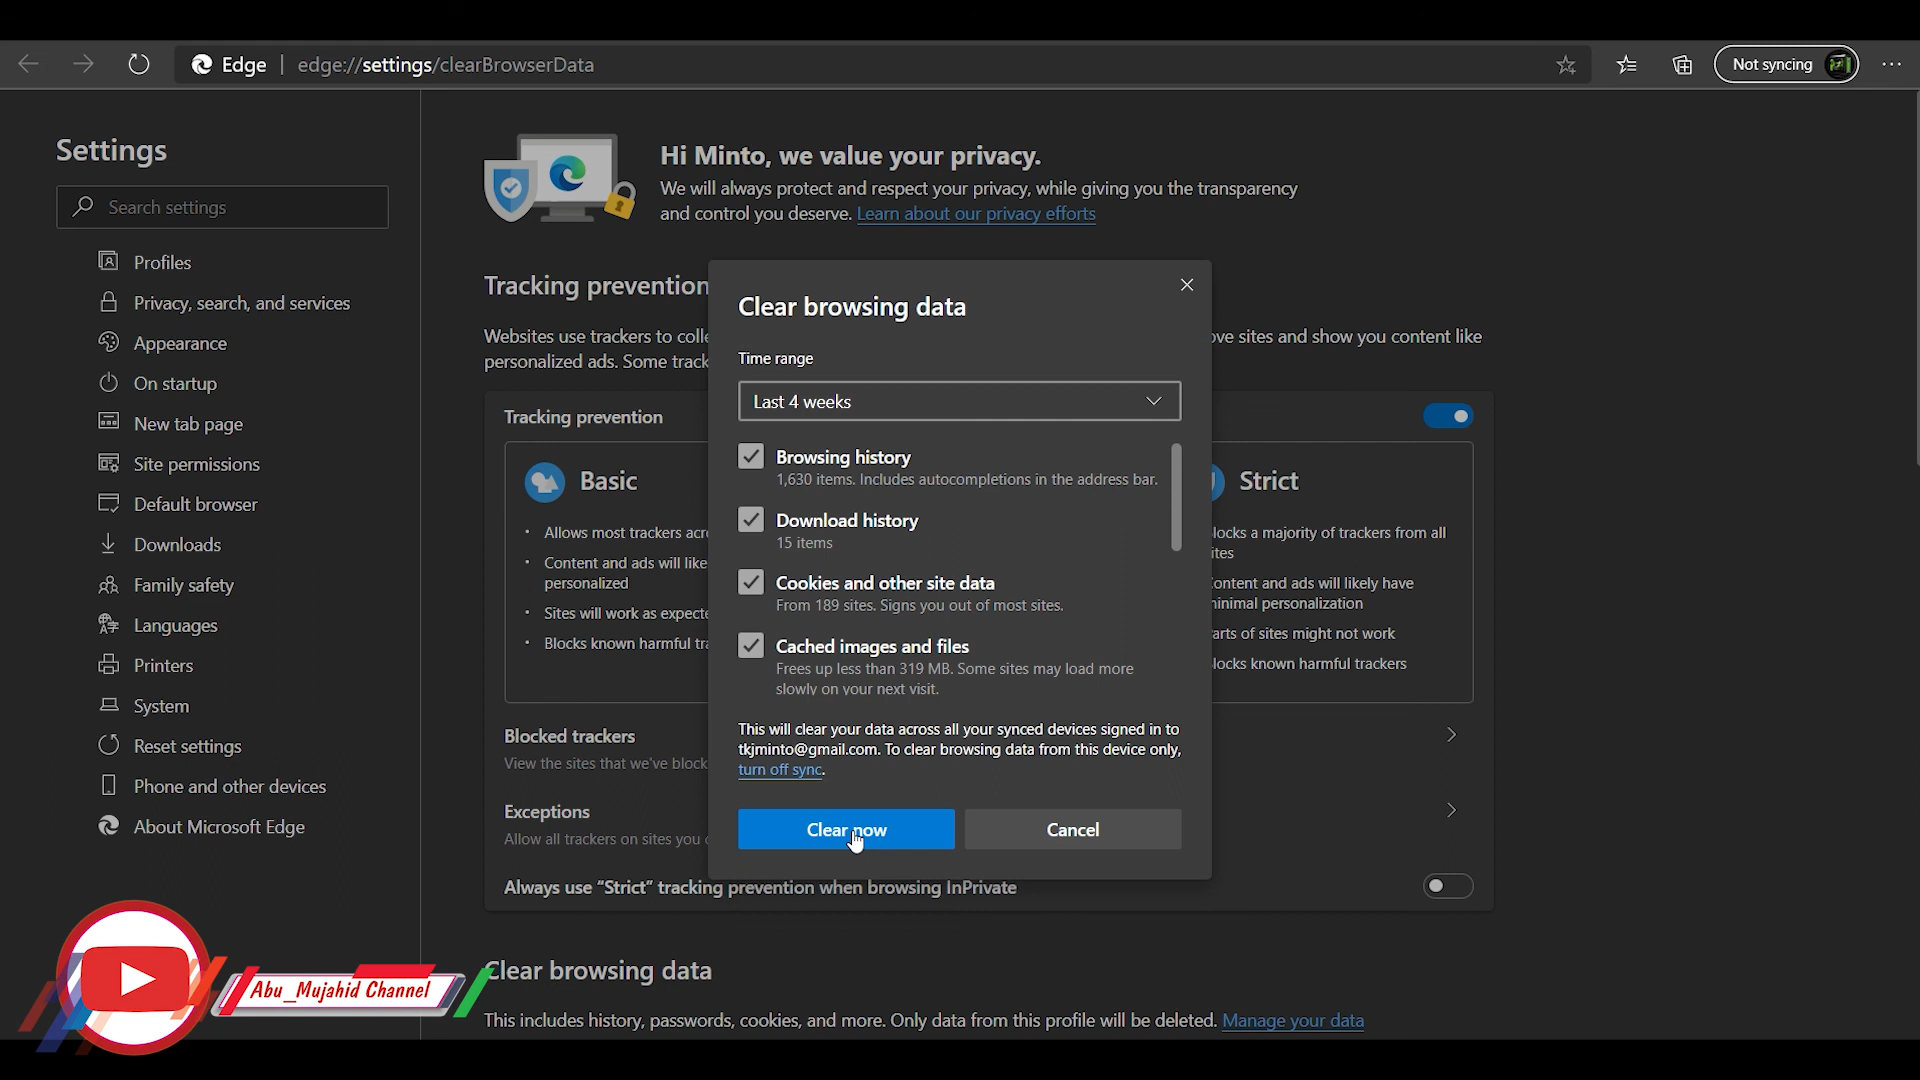 Edge | edge://settings/clearBrowserData
Not syncing
Settings
Search settings
Profiles
Privacy, search, and services
Appearance
On startup
New tab page
Site permissions
Default browser
Downloads
Family safety
Languages
Printers
System
Reset settings
Phone and other devices
About Microsoft Edge
Hi Minto, we value your privacy.
We will always protect and respect your privacy, while giving you the transparency
and control you deserve. Learn about our privacy efforts
Tracking prevention
Websites use trackers to colle
ove sites and show you content like
personalized ads. Some track
Tracking prevention
Basic
Allows most trackers acr
Content and ads will like
personalized
Sites will work as expecte
Blocks known harmful tra
Strict
locks a majority of trackers from all
ites
ontent and ads will likely have
inimal personalization
arts of sites might not work
locks known harmful trackers
Blocked trackers
View the sites that we've block
Exceptions
Allow all trackers on sites you c
Always use "Strict" tracking prevention when browsing InPrivate
Clear browsing data
Time range
Last 4 weeks
Browsing history
1,630 items. Includes autocompletions in the address bar.
Download history
15 items
Cookies and other site data
From 189 sites. Signs you out of most sites.
Cached images and files
Frees up less than 319 MB. Some sites may load more
slowly on your next visit.
This will clear your data across all your synced devices signed in to
tkjminto@gmail.com. To clear browsing data from this device only,
turn off sync.
Clear now
Cancel
Clear browsing data
This includes history, passwords, cookies, and more. Only data from this profile will be deleted. Manage your data
Abu_Mujahid Channel